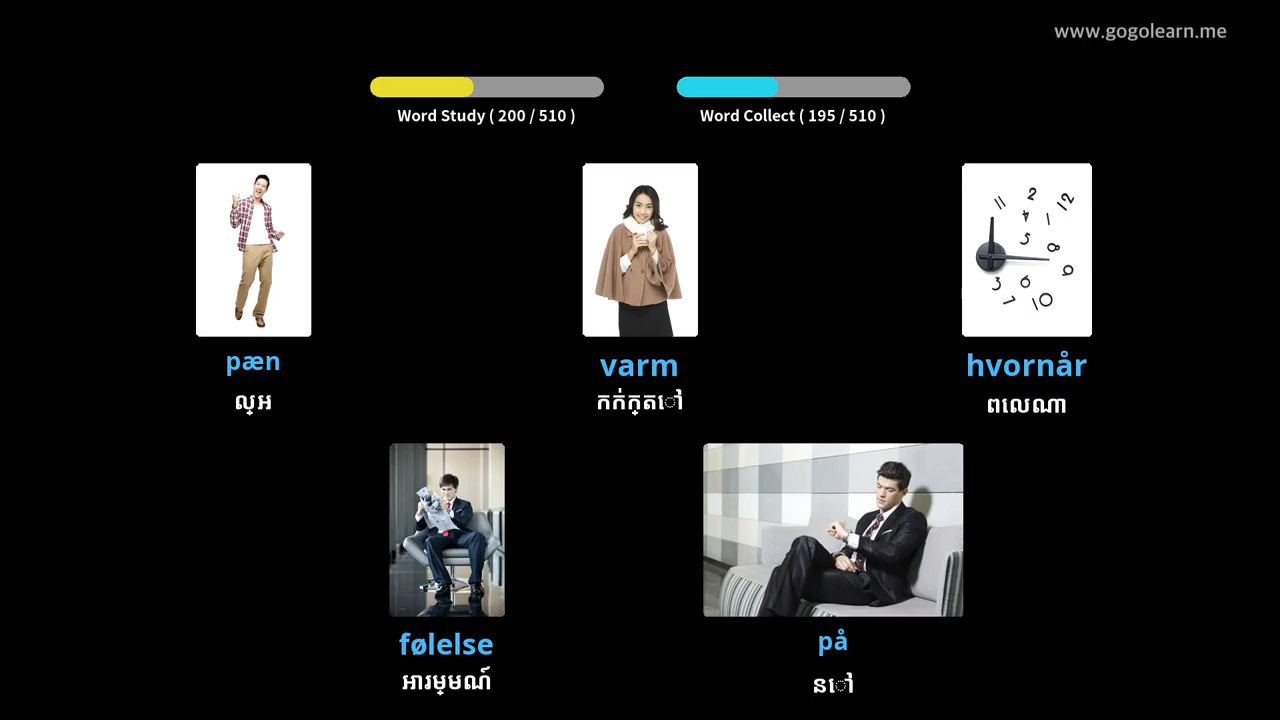 www.gogolearn.me
Word Study ( 200 / 510 )
Word Collect ( 195 / 510 )
pæn
varm
hvornår
ល្អ
កក់ក្តៅ
ពេលណា
følelse
på
អារម្មណ៍
នៅ